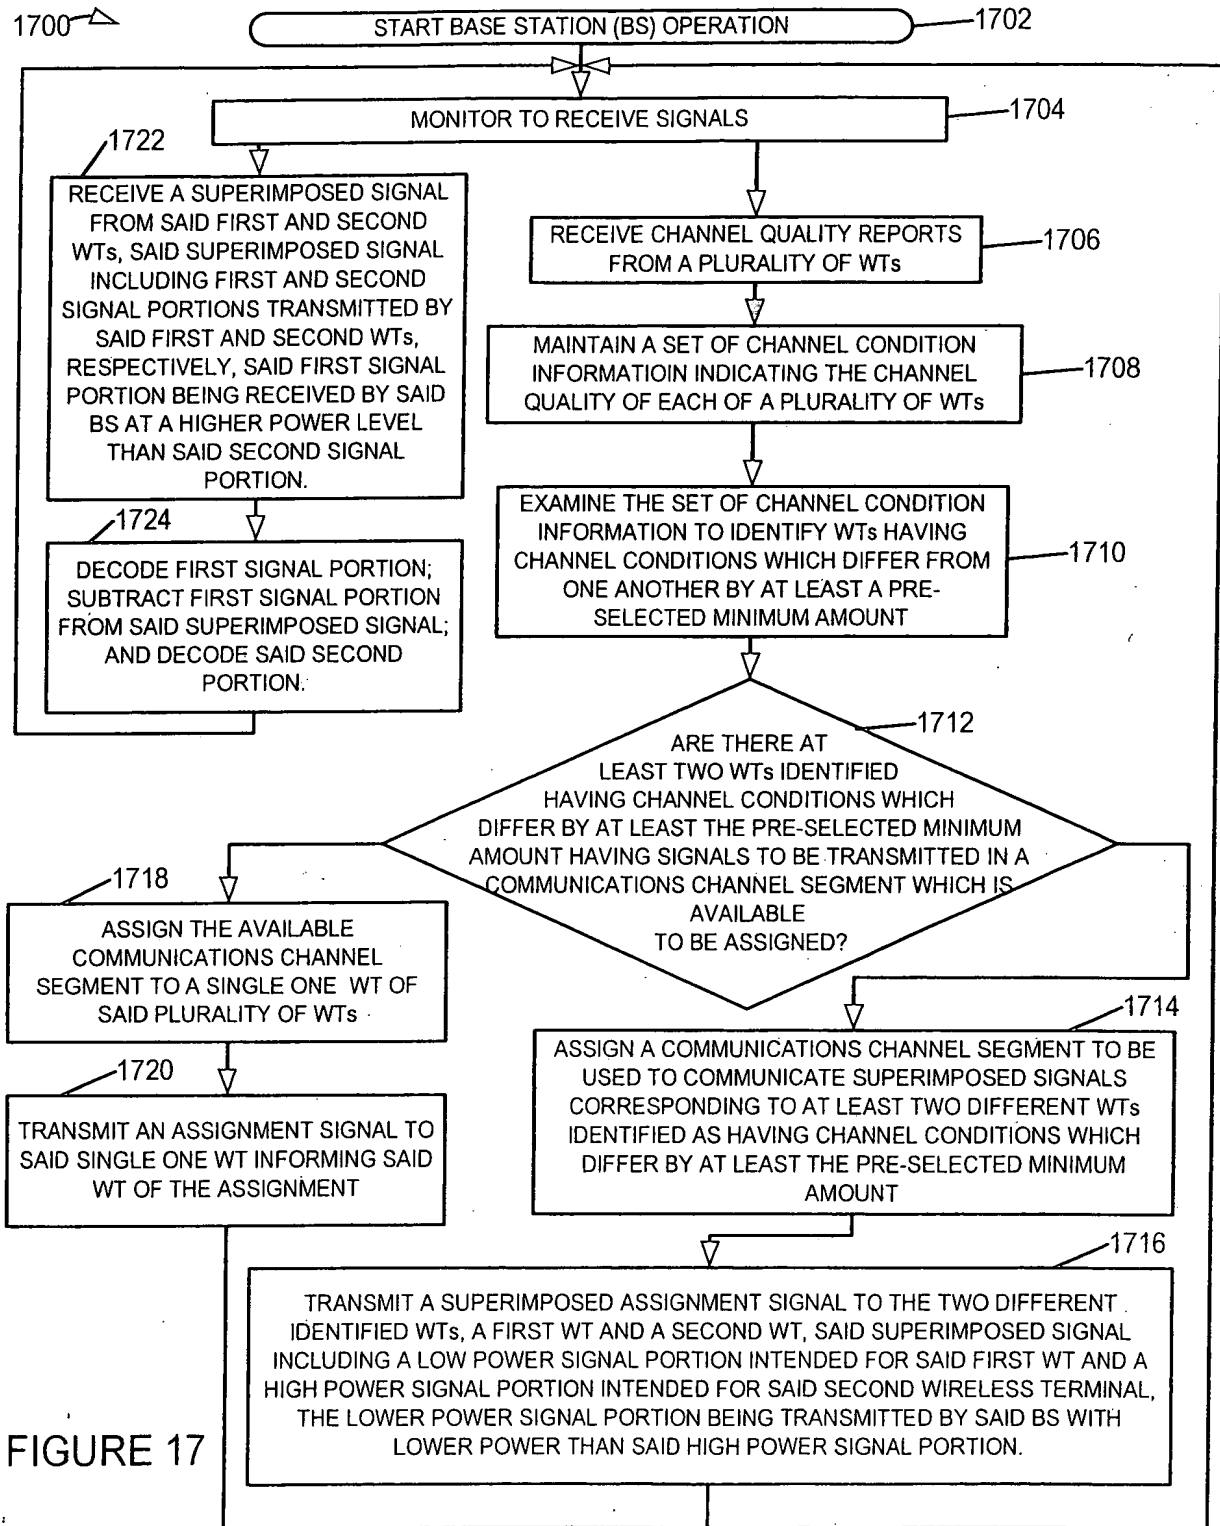 1700
START BASE STATION (BS) OPERATION
1702
MONITOR TO RECEIVE SIGNALS
1704
1722
RECEIVE A SUPERIMPOSED SIGNAL
FROM SAID FIRST AND SECOND
WTs, SAID SUPERIMPOSED SIGNAL
INCLUDING FIRST AND SECOND
SIGNAL PORTIONS TRANSMITTED BY
SAID FIRST AND SECOND WTs,
RESPECTIVELY, SAID FIRST SIGNAL
PORTION BEING RECEIVED BY SAID
BS AT A HIGHER POWER LEVEL
THAN SAID SECOND SIGNAL
PORTION.
1724
DECODE FIRST SIGNAL PORTION;
SUBTRACT FIRST SIGNAL PORTION
FROM SAID SUPERIMPOSED SIGNAL;
AND DECODE SAID SECOND
PORTION.
RECEIVE CHANNEL QUALITY REPORTS
FROM A PLURALITY OF WTs
1706
MAINTAIN A SET OF CHANNEL CONDITION
INFORMATIOIN INDICATING THE CHANNEL
QUALITY OF EACH OF A PLURALITY OF WTs
1708
EXAMINE THE SET OF CHANNEL CONDITION
INFORMATION TO IDENTIFY WTs HAVING
CHANNEL CONDITIONS WHICH DIFFER FROM
ONE ANOTHER BY AT LEAST A PRE-
SELECTED MINIMUM AMOUNT
1710
1712
ARE THERE AT
LEAST TWO WTs IDENTIFIED
HAVING CHANNEL CONDITIONS WHICH
DIFFER BY AT LEAST THE PRE-SELECTED MINIMUM
AMOUNT HAVING SIGNALS TO BE TRANSMITTED IN A
COMMUNICATIONS CHANNEL SEGMENT WHICH IS
AVAILABLE
TO BE ASSIGNED?
1718
ASSIGN THE AVAILABLE
COMMUNICATIONS CHANNEL
SEGMENT TO A SINGLE ONE WT OF
SAID PLURALITY OF WTs
1720
TRANSMIT AN ASSIGNMENT SIGNAL TO
SAID SINGLE ONE WT INFORMING SAID
WT OF THE ASSIGNMENT
1714
ASSIGN A COMMUNICATIONS CHANNEL SEGMENT TO BE
USED TO COMMUNICATE SUPERIMPOSED SIGNALS
CORRESPONDING TO AT LEAST TWO DIFFERENT WTs
IDENTIFIED AS HAVING CHANNEL CONDITIONS WHICH
DIFFER BY AT LEAST THE PRE-SELECTED MINIMUM
AMOUNT
1716
TRANSMIT A SUPERIMPOSED ASSIGNMENT SIGNAL TO THE TWO DIFFERENT
IDENTIFIED WTs, A FIRST WT AND A SECOND WT, SAID SUPERIMPOSED SIGNAL
INCLUDING A LOW POWER SIGNAL PORTION INTENDED FOR SAID FIRST WT AND A
HIGH POWER SIGNAL PORTION INTENDED FOR SAID SECOND WIRELESS TERMINAL,
THE LOWER POWER SIGNAL PORTION BEING TRANSMITTED BY SAID BS WITH
LOWER POWER THAN SAID HIGH POWER SIGNAL PORTION.
FIGURE 17